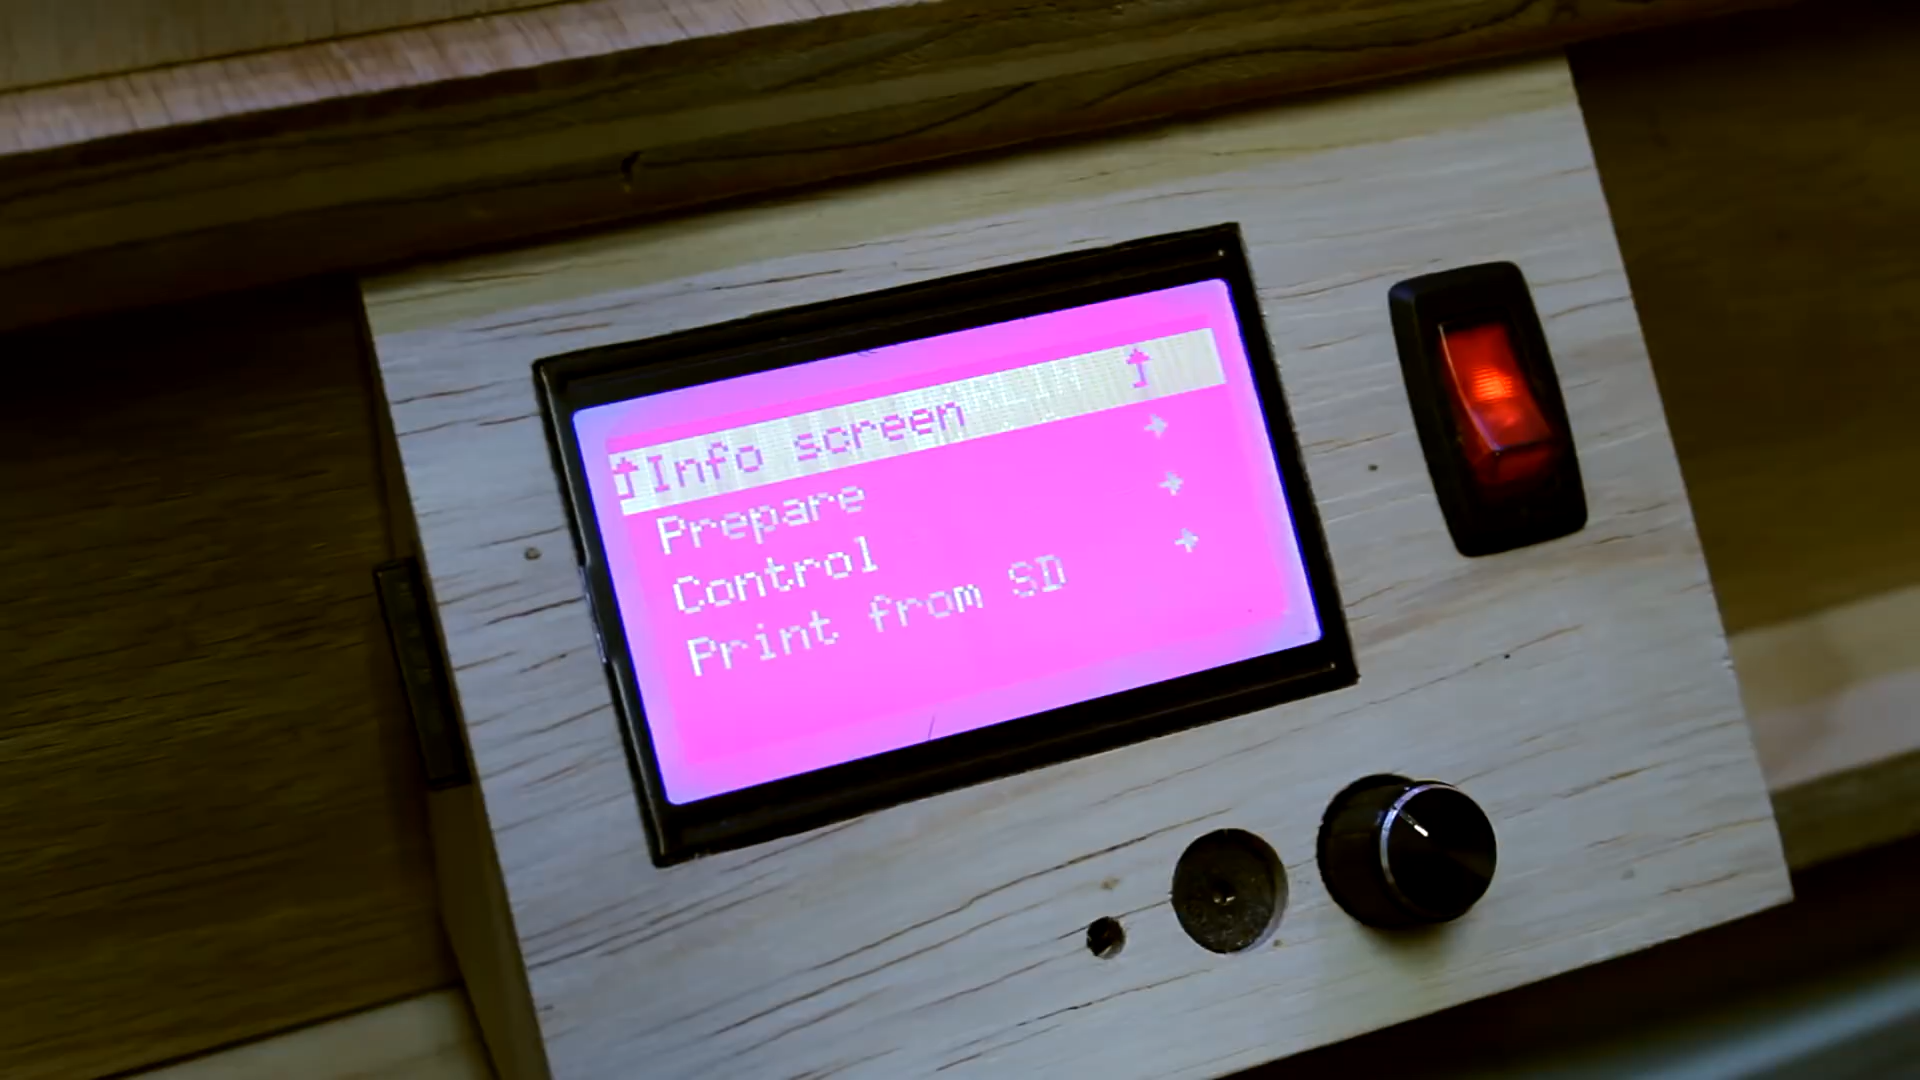 Info screen
Prepare
Control
Print from SD